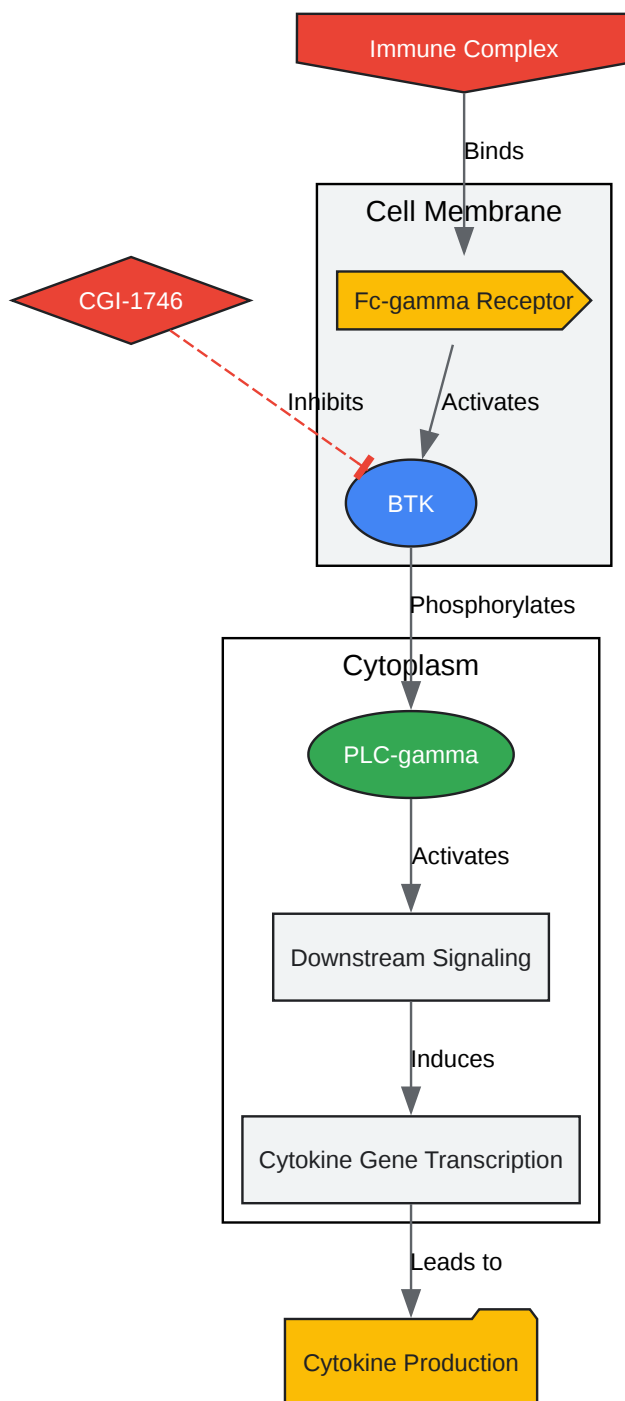 Immune Complex
Binds
Cell Membrane
CGI-1746
Fc-gamma Receptor
Inhibits
Activates
BTK
Phosphorylates
Cytoplasm
PLC-gamma
Activates
Downstream Signaling
Induces
Cytokine Gene Transcription
Leads to
Cytokine Production